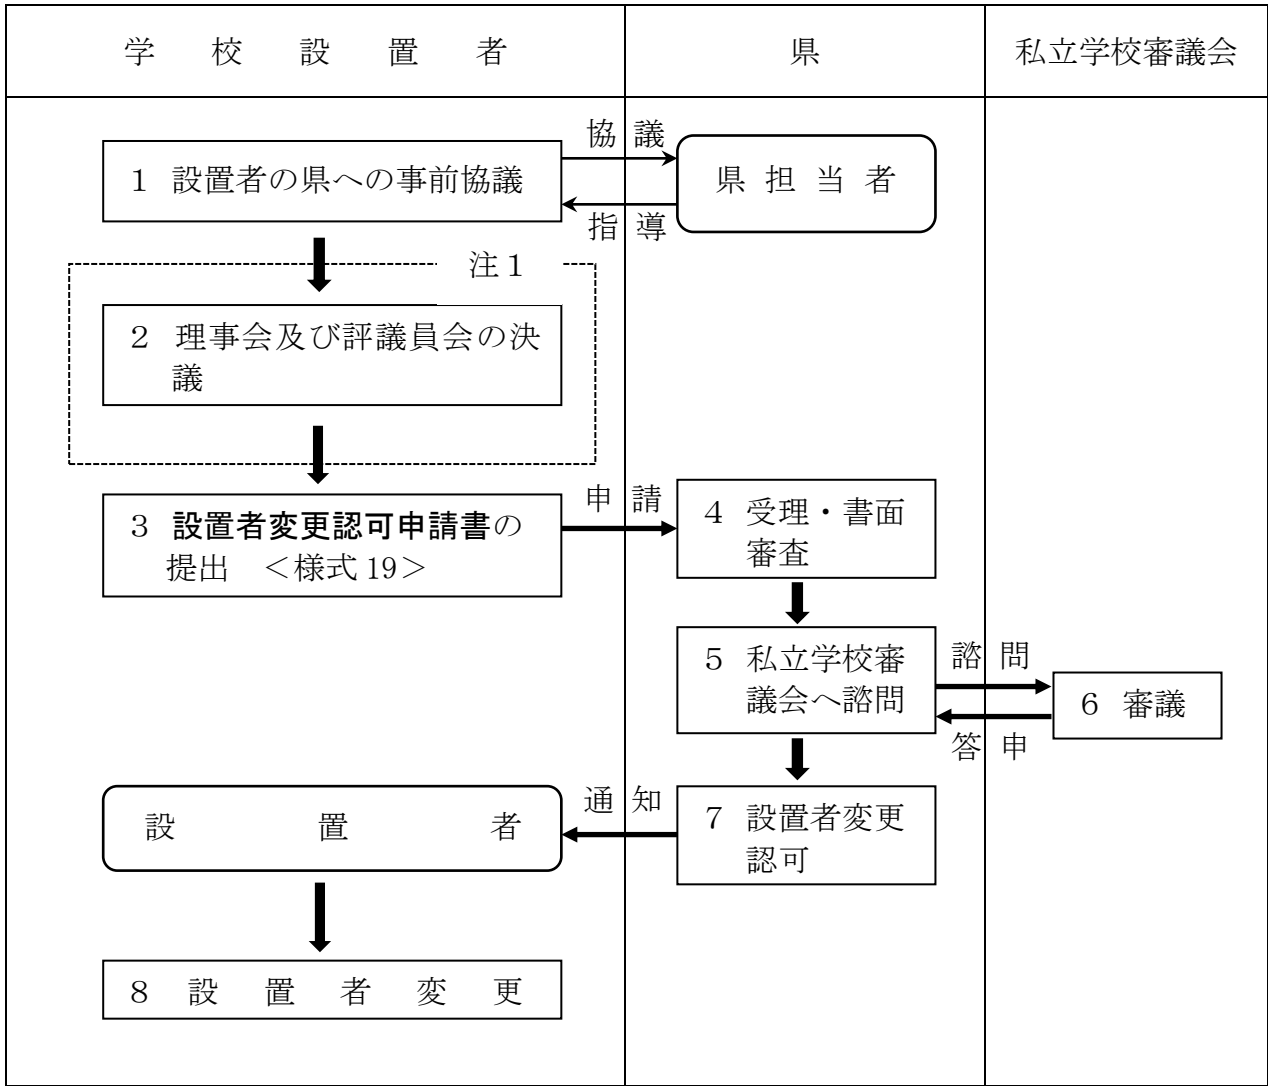 学校設置者
県
私立学校審議会
協議
1 設置者の県への事前協議
県担当者
指導
注1
2 理事会及び評議員会の決
議
申請
3 設置者変更認可申請書の
提出 <様式19>
4 受理・書面
審査
5 私立学校審
議会へ諮問
諮問
6 審議
答申
通知
設置者
7 設置者変更
認可
8 設置者変更